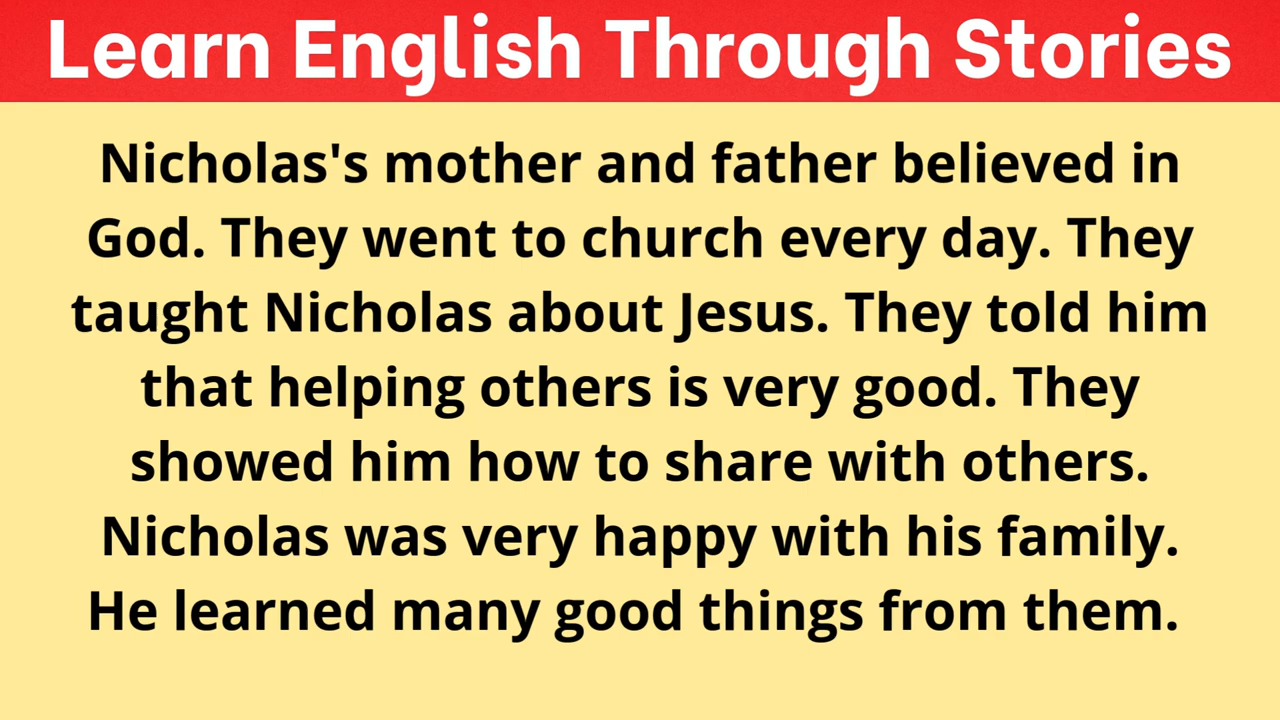 Learn English Through Stories
Nicholas's mother and father believed in
God. They went to church every day. They
taught Nicholas about Jesus. They told him
that helping others is very good. They
showed him how to share with others.
Nicholas was very happy with his family.
He learned many good things from them.